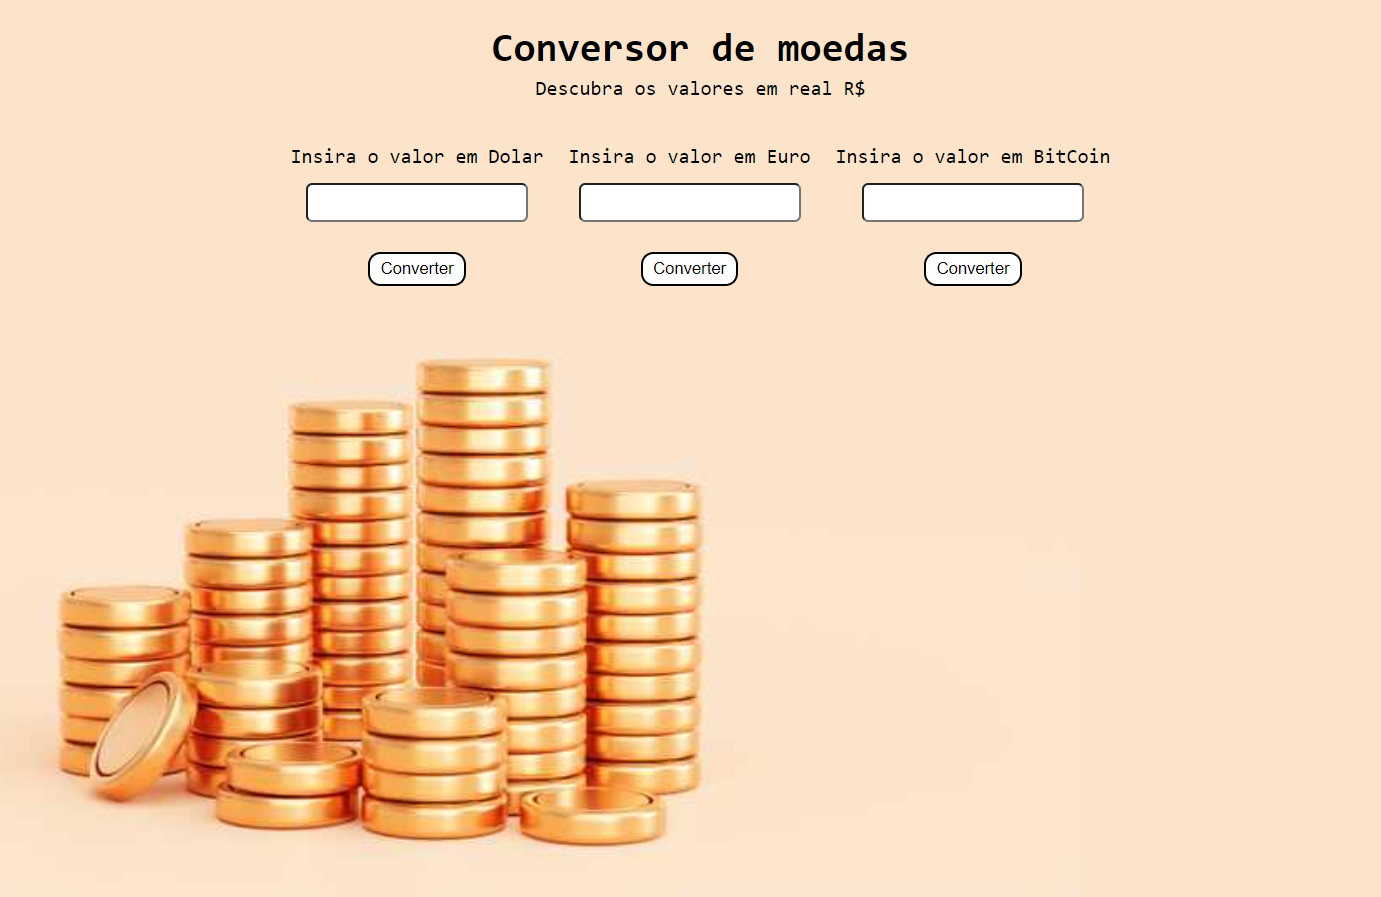 Conversor de moedas
Descubra os valores em real R$
Insira o valor em Dolar
Insira o valor em Euro
Insira o valor em BitCoin
Converter
Converter
Converter